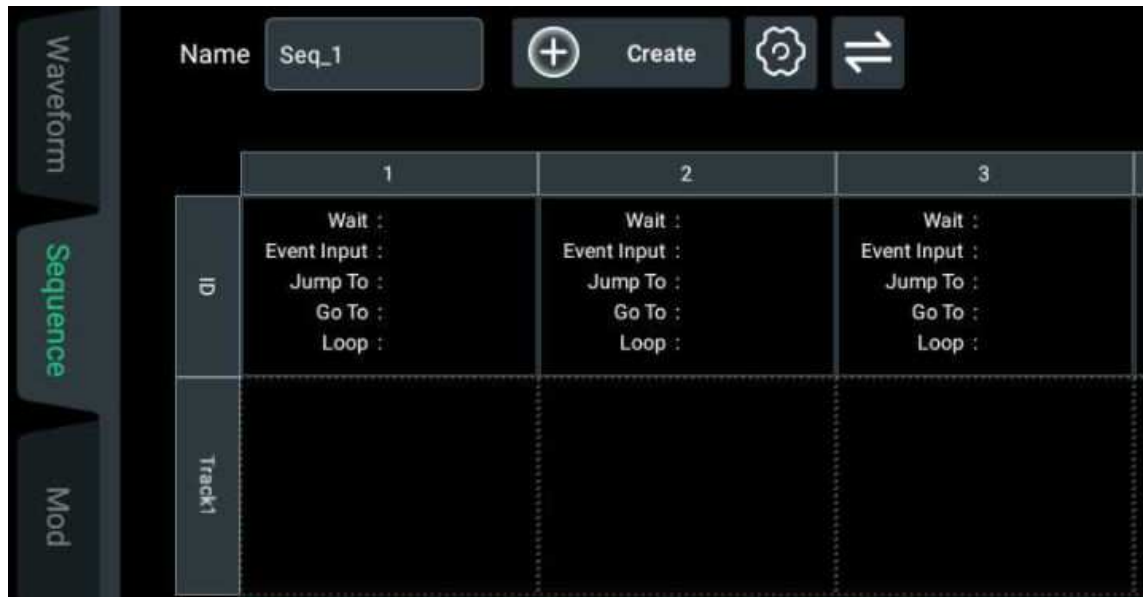 Name Seq_1 Create
Waveform
Sequence
Mod
1 2 3
ID
Wait : Wait : Wait :
Event Input : Event Input : Event Input :
Jump To : Jump To : Jump To :
Go To : Go To : Go To :
Loop : Loop : Loop :
Track1